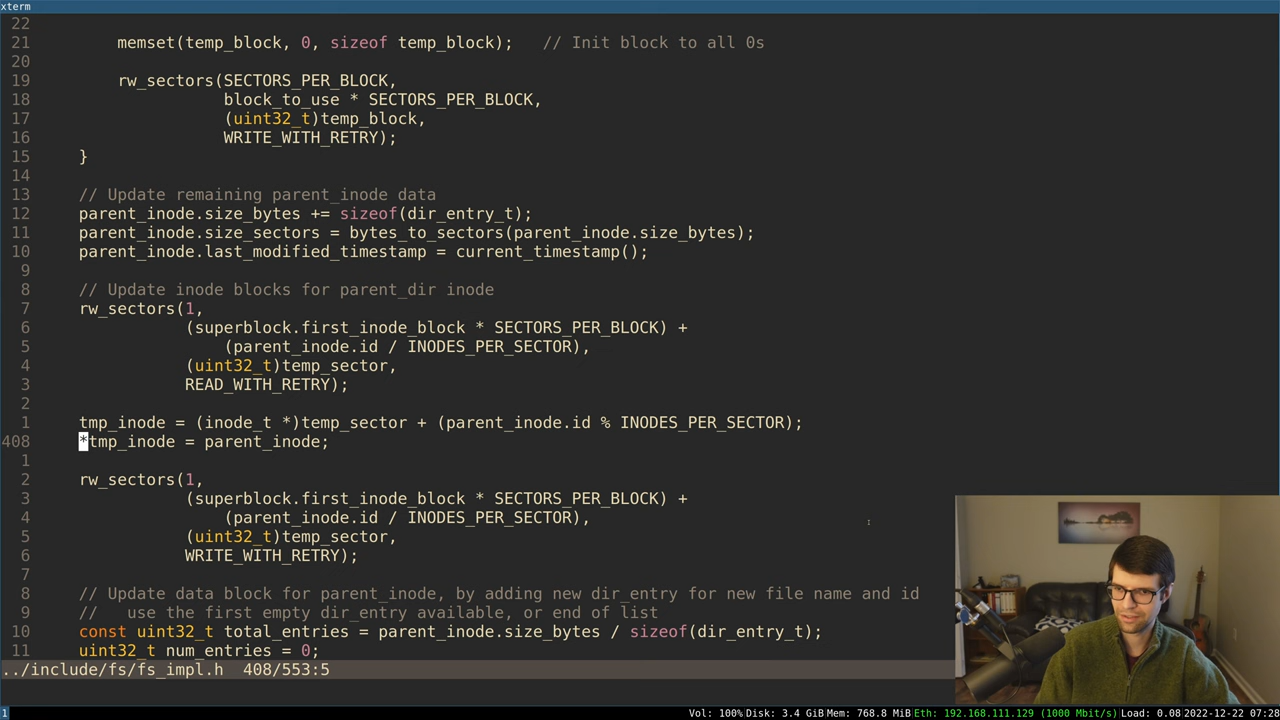 xterm
22
21 memset(temp_block, 0, sizeof temp_block); // Init block to all 0s
20
19 rw_sectors(SECTORS_PER_BLOCK,
18 block_to_use * SECTORS_PER_BLOCK,
17 (uint32_t)temp_block,
16 WRITE_WITH_RETRY);
15 }
14
13 // Update remaining parent_inode data
12 parent_inode.size_bytes += sizeof(dir_entry_t);
11 parent_inode.size_sectors = bytes_to_sectors(parent_inode.size_bytes);
10 parent_inode.last_modified_timestamp = current_timestamp();
9
8 // Update inode blocks for parent_dir inode
7 rw_sectors(1,
6 (superblock.first_inode_block * SECTORS_PER_BLOCK) +
5 (parent_inode.id / INODES_PER_SECTOR),
4 (uint32_t)temp_sector,
3 READ_WITH_RETRY);
2
1 tmp_inode = (inode_t *)temp_sector + (parent_inode.id % INODES_PER_SECTOR);
408 *tmp_inode = parent_inode;
1
2 rw_sectors(1,
3 (superblock.first_inode_block * SECTORS_PER_BLOCK) +
4 (parent_inode.id / INODES_PER_SECTOR),
5 (uint32_t)temp_sector,
6 WRITE_WITH_RETRY);
7
8 // Update data block for parent_inode, by adding new dir_entry for new file name and id
9 // use the first empty dir_entry available, or end of list
10 const uint32_t total_entries = parent_inode.size_bytes / sizeof(dir_entry_t);
11 uint32_t num_entries = 0;
../include/fs/fs_impl.h 408/553:5
1 Vol: 100% Disk: 3.4 GiB Mem: 768.8 MiB Eth: 192.168.111.129 (1000 Mbit/s) Load: 0.08 2022-12-22 07:28